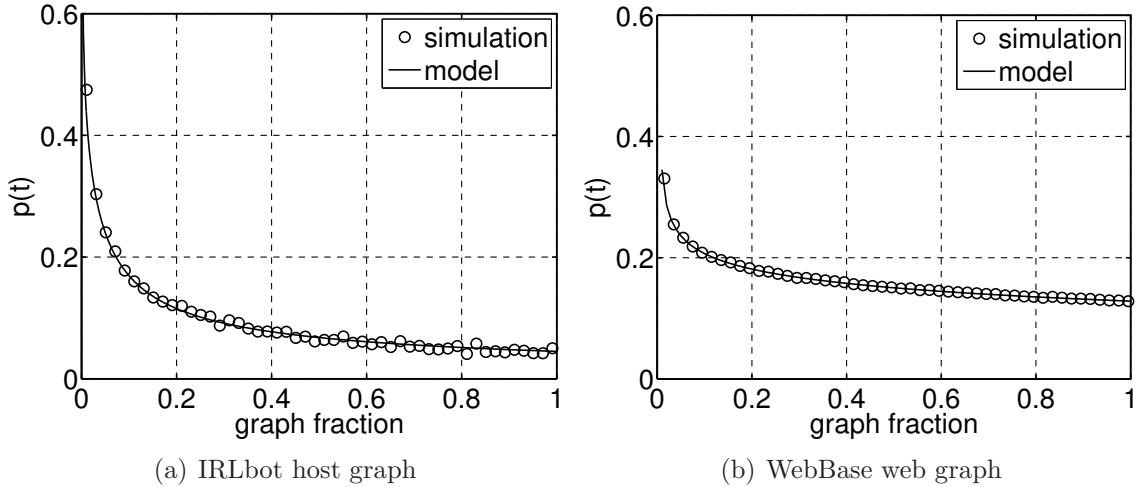 0.6
0.4
0.2
0
p(t)
0 0.2 0.4 0.6 0.8 1
graph fraction
simulation
model
(a) IRLbot host graph
0.6
0.4
0.2
0
p(t)
0 0.2 0.4 0.6 0.8 1
graph fraction
simulation
model
(b) WebBase web graph